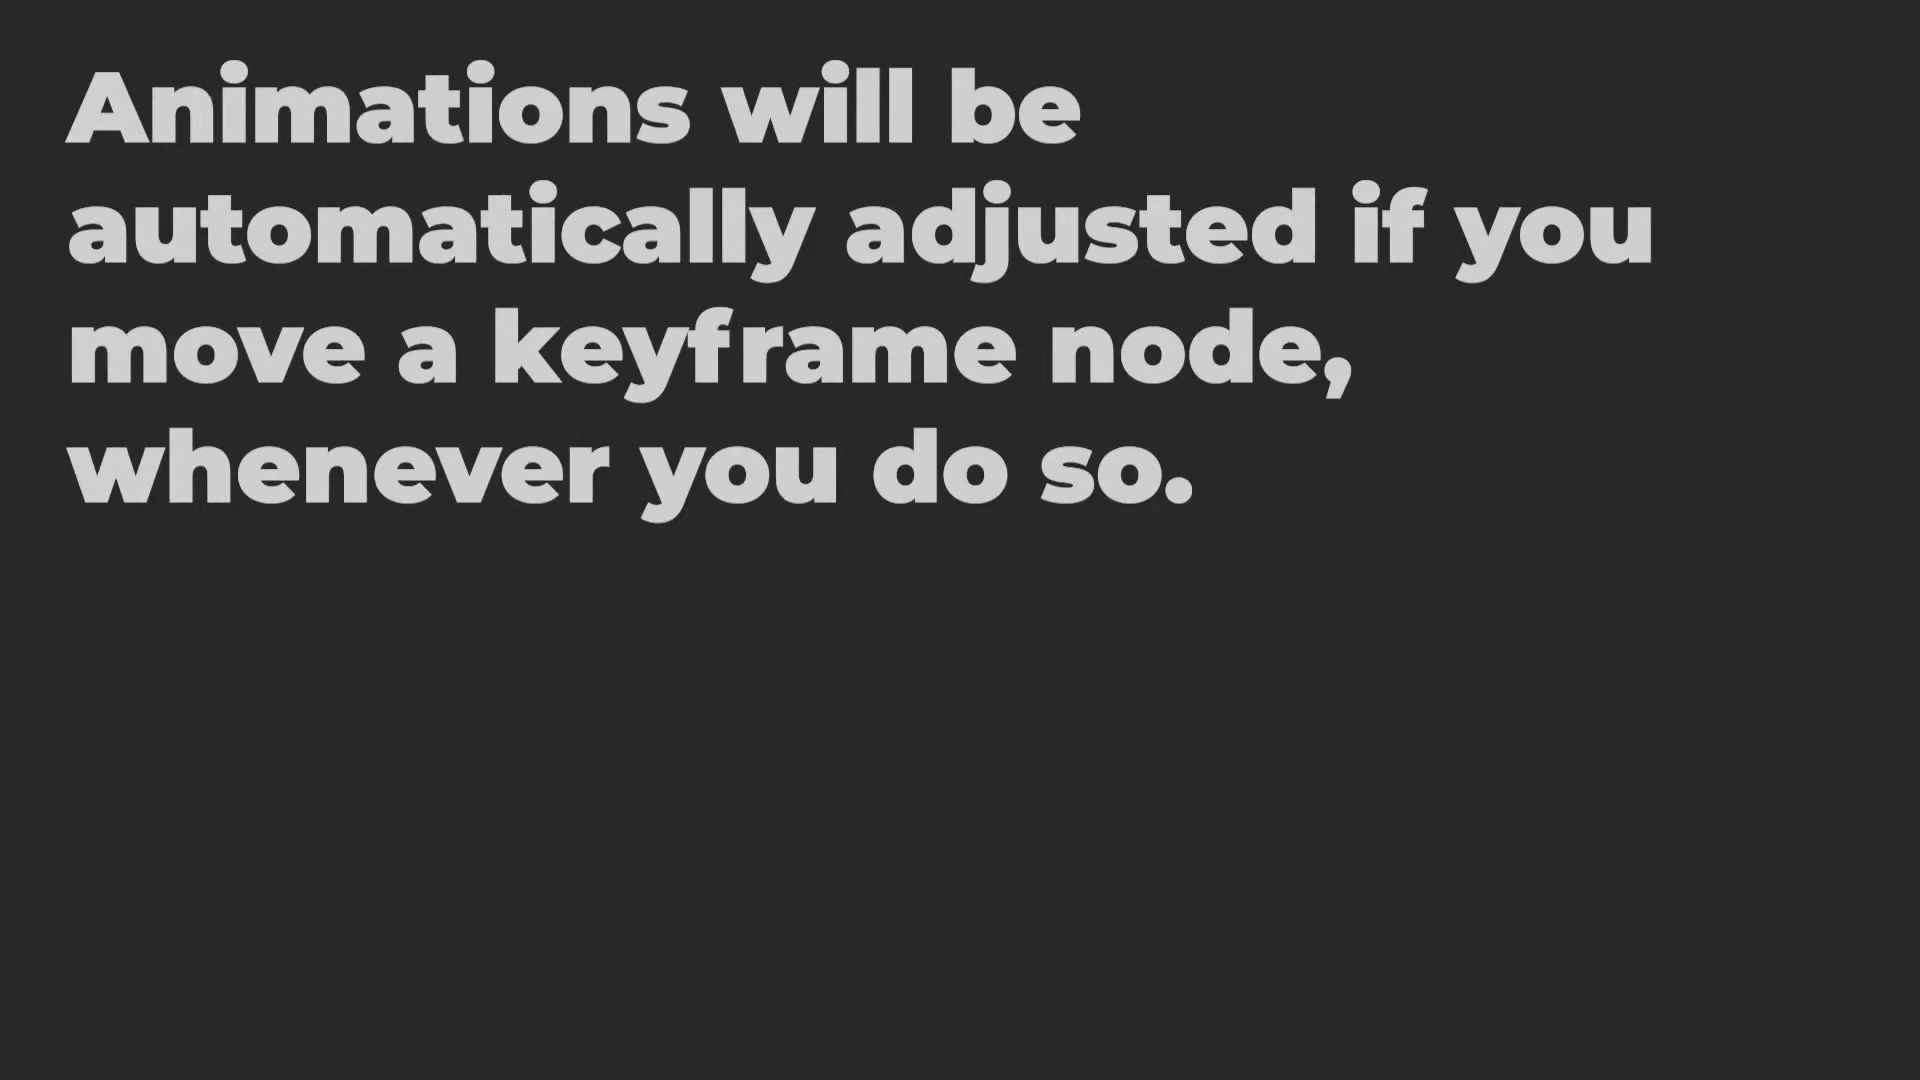 Animations will be
automatically adjusted if you
move a keyframe node,
whenever you do so.